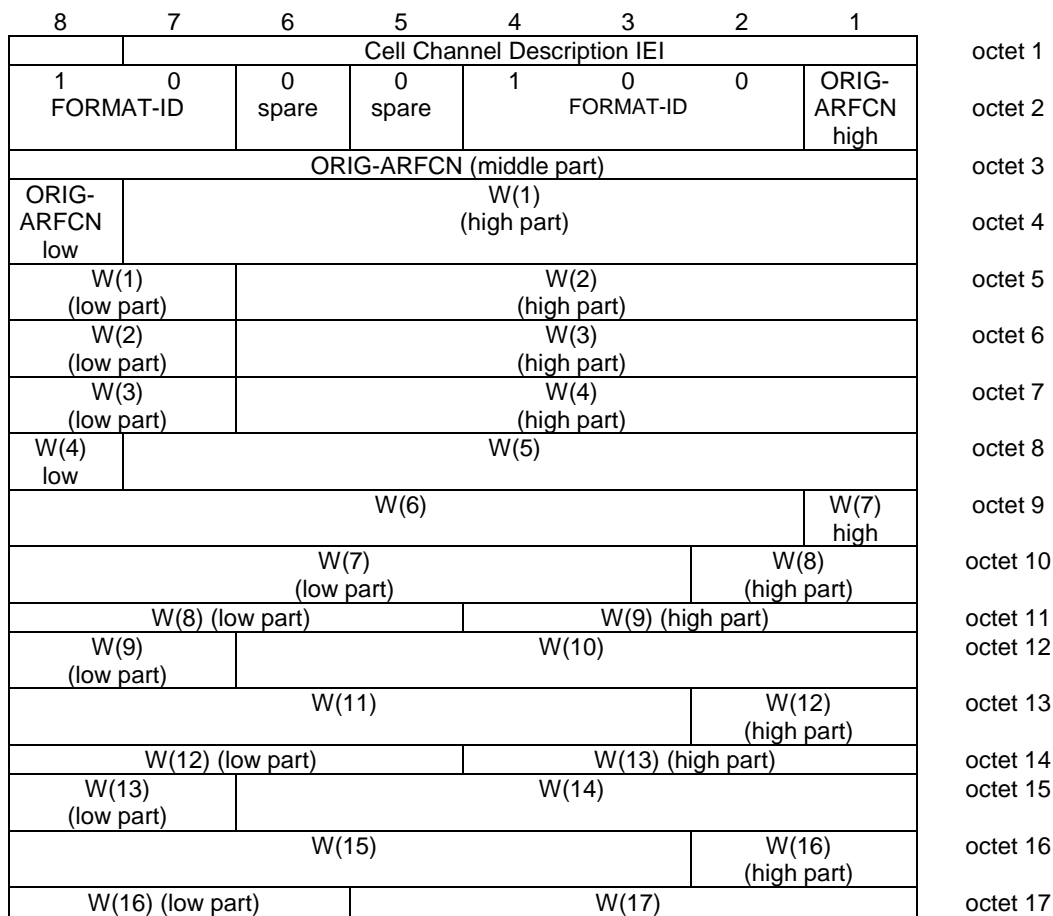 8 7 6 5 4 3 2 1
Cell Channel Description IEI octet 1
1 0 0 0 1 0 0 ORIG-
FORMAT-ID spare spare FORMAT-ID ARFCN octet 2
high
ORIG-ARFCN (middle part) octet 3
ORIG- W(1)
ARFCN (high part) octet 4
low
W(1) W(2) octet 5
(low part) (high part)
W(2) W(3) octet 6
(low part) (high part)
W(3) W(4) octet 7
(low part) (high part)
W(4) W(5) octet 8
low
W(6) W(7) octet 9
high
W(7) W(8) octet 10
(low part) (high part)
W(8) (low part) W(9) (high part) octet 11
W(9) W(10) octet 12
(low part)
W(11) W(12) octet 13
(high part)
W(12) (low part) W(13) (high part) octet 14
W(13) W(14) octet 15
(low part)
W(15) W(16) octet 16
(high part)
W(16) (low part) W(17) octet 17